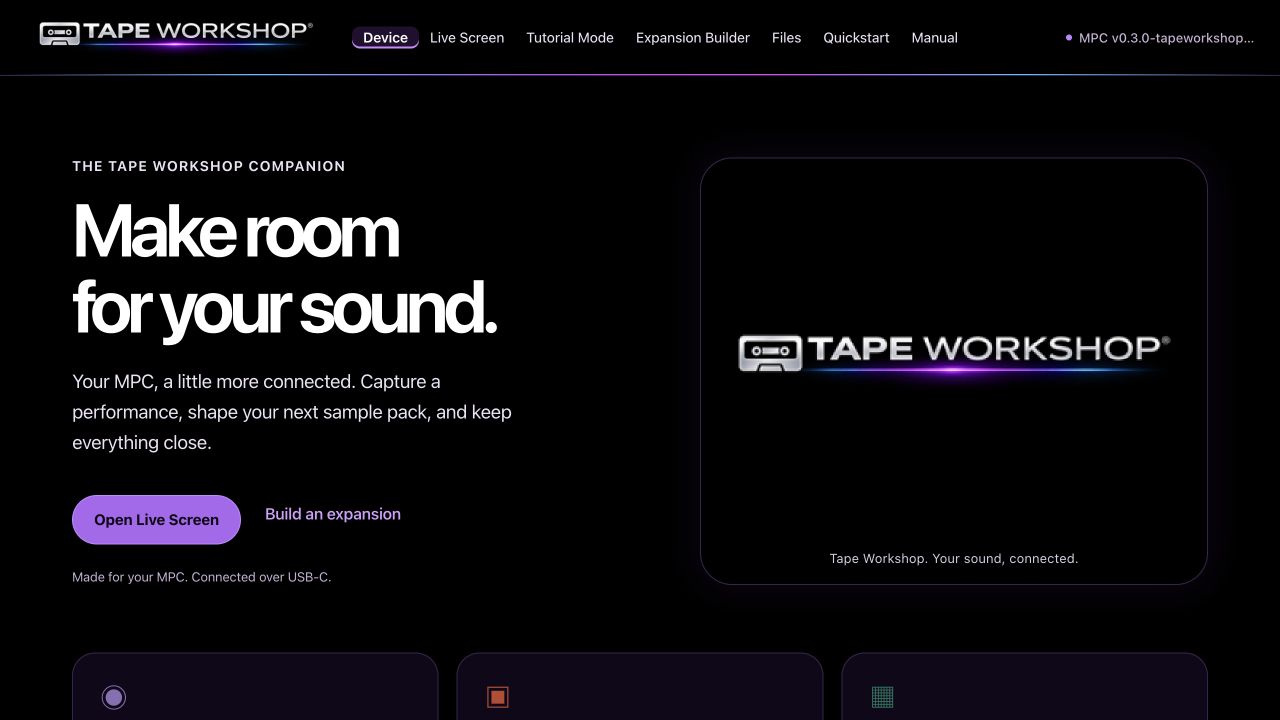 TAPE WORKSHOP®
Device
Live Screen
Tutorial Mode
Expansion Builder
Files
Quickstart
Manual
MPC v0.3.0-tapeworkshop...
THE TAPE WORKSHOP COMPANION
Make room
for your sound.
Your MPC, a little more connected. Capture a
performance, shape your next sample pack, and keep
everything close.
Open Live Screen
Build an expansion
Made for your MPC. Connected over USB-C.
TAPE WORKSHOP®
Tape Workshop. Your sound, connected.